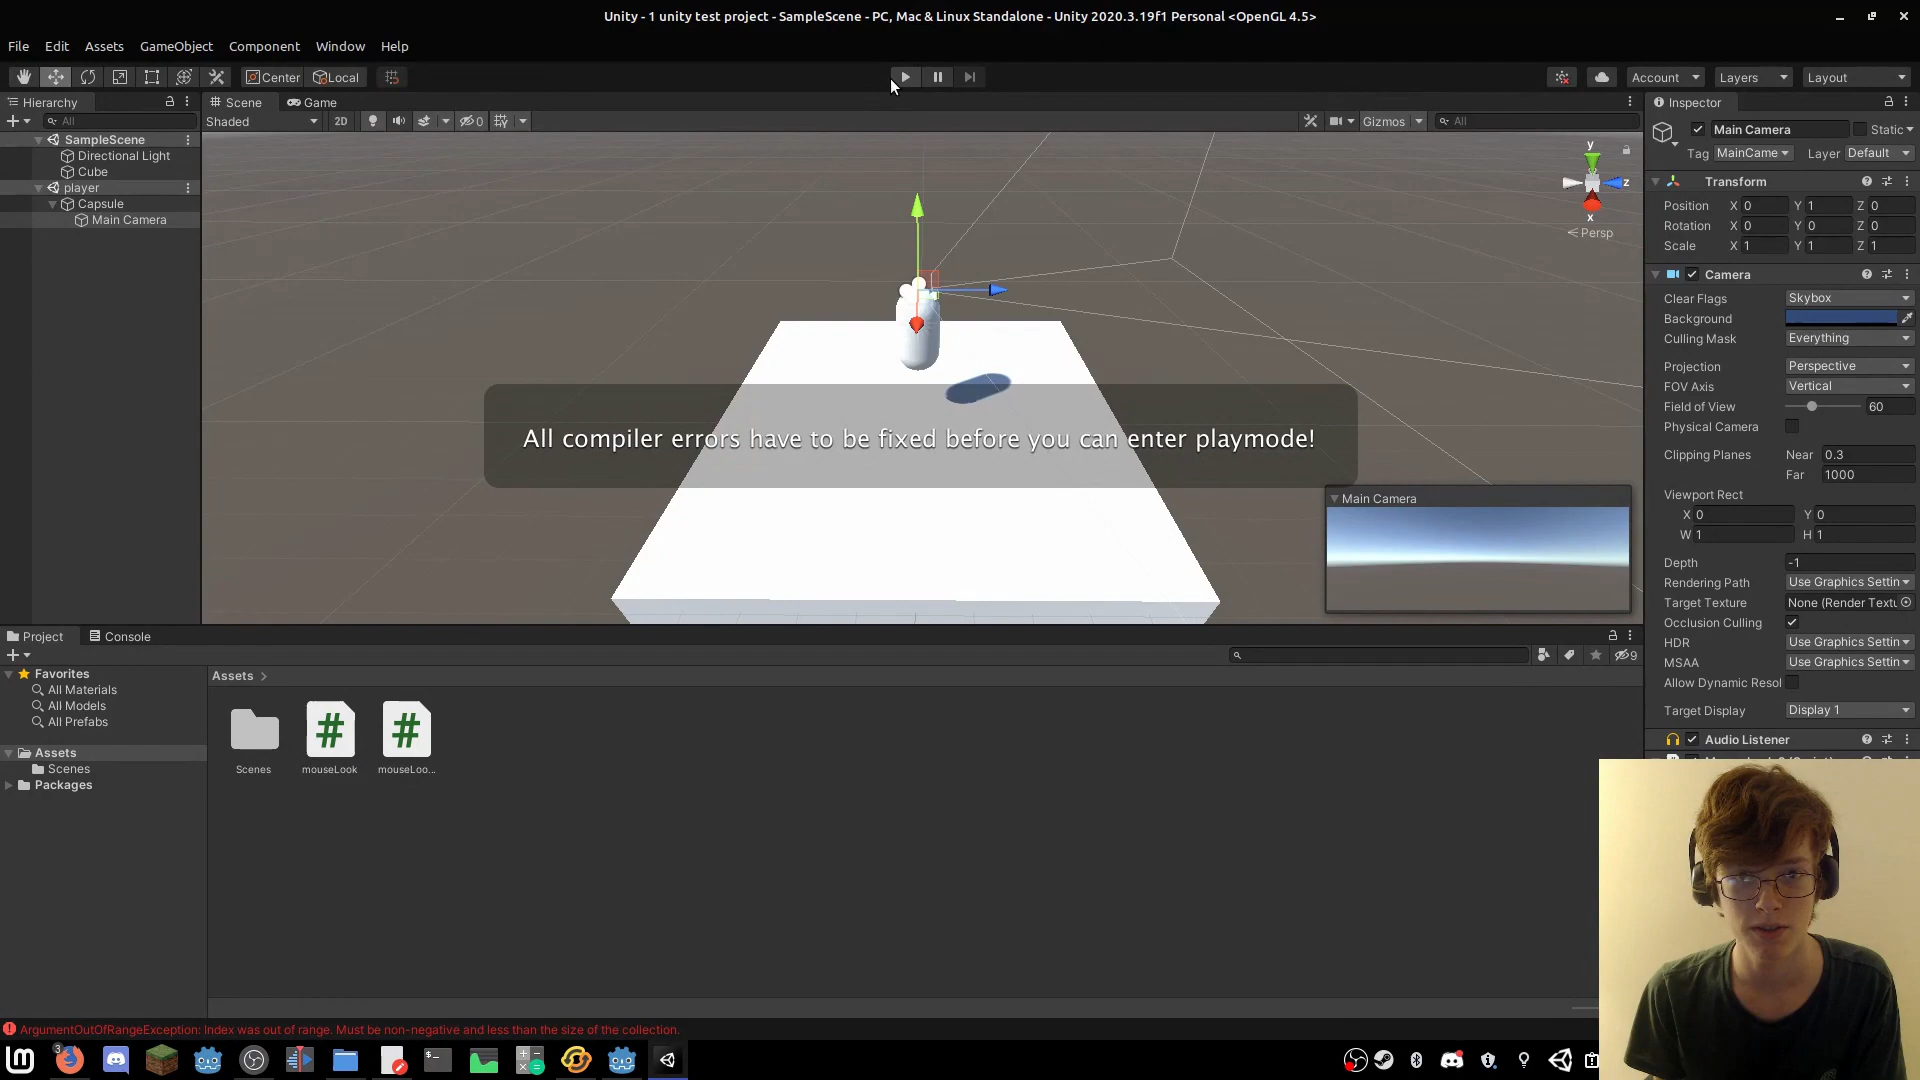 Unity - 1 unity test project - SampleScene - PC, Mac & Linux Standalone - Unity 2020.3.19f1 Personal <OpenGL 4.5>
File Edit Assets GameObject Component Window Help
Center Local Account Layers Layout
Hierarchy
All
SampleScene
Directional Light
Cube
player
Capsule
Main Camera
Scene Game
Shaded 2D 0 Gizmos All
y
z
x
Persp
All compiler errors have to be fixed before you can enter playmode!
Main Camera
Inspector
Main Camera Static
Tag MainCame Layer Default
Transform
Position X 0 Y 1 Z 0
Rotation X 0 Y 0 Z 0
Scale X 1 Y 1 Z 1
Camera
Clear Flags Skybox
Background
Culling Mask Everything
Projection Perspective
FOV Axis Vertical
Field of View 60
Physical Camera
Clipping Planes Near 0.3
Far 1000
Viewport Rect
X 0 Y 0
W 1 H 1
Depth -1
Rendering Path Use Graphics Settin
Target Texture None (Render Textu
Occlusion Culling
HDR Use Graphics Settin
MSAA Use Graphics Settin
Allow Dynamic Resol
Target Display Display 1
Audio Listener
Project Console
9
Favorites
All Materials
All Models
All Prefabs
Assets
Scenes
Packages
Assets >
Scenes mouseLook mouseLoo...
ArgumentOutOfRangeException: Index was out of range. Must be non-negative and less than the size of the collection.
3